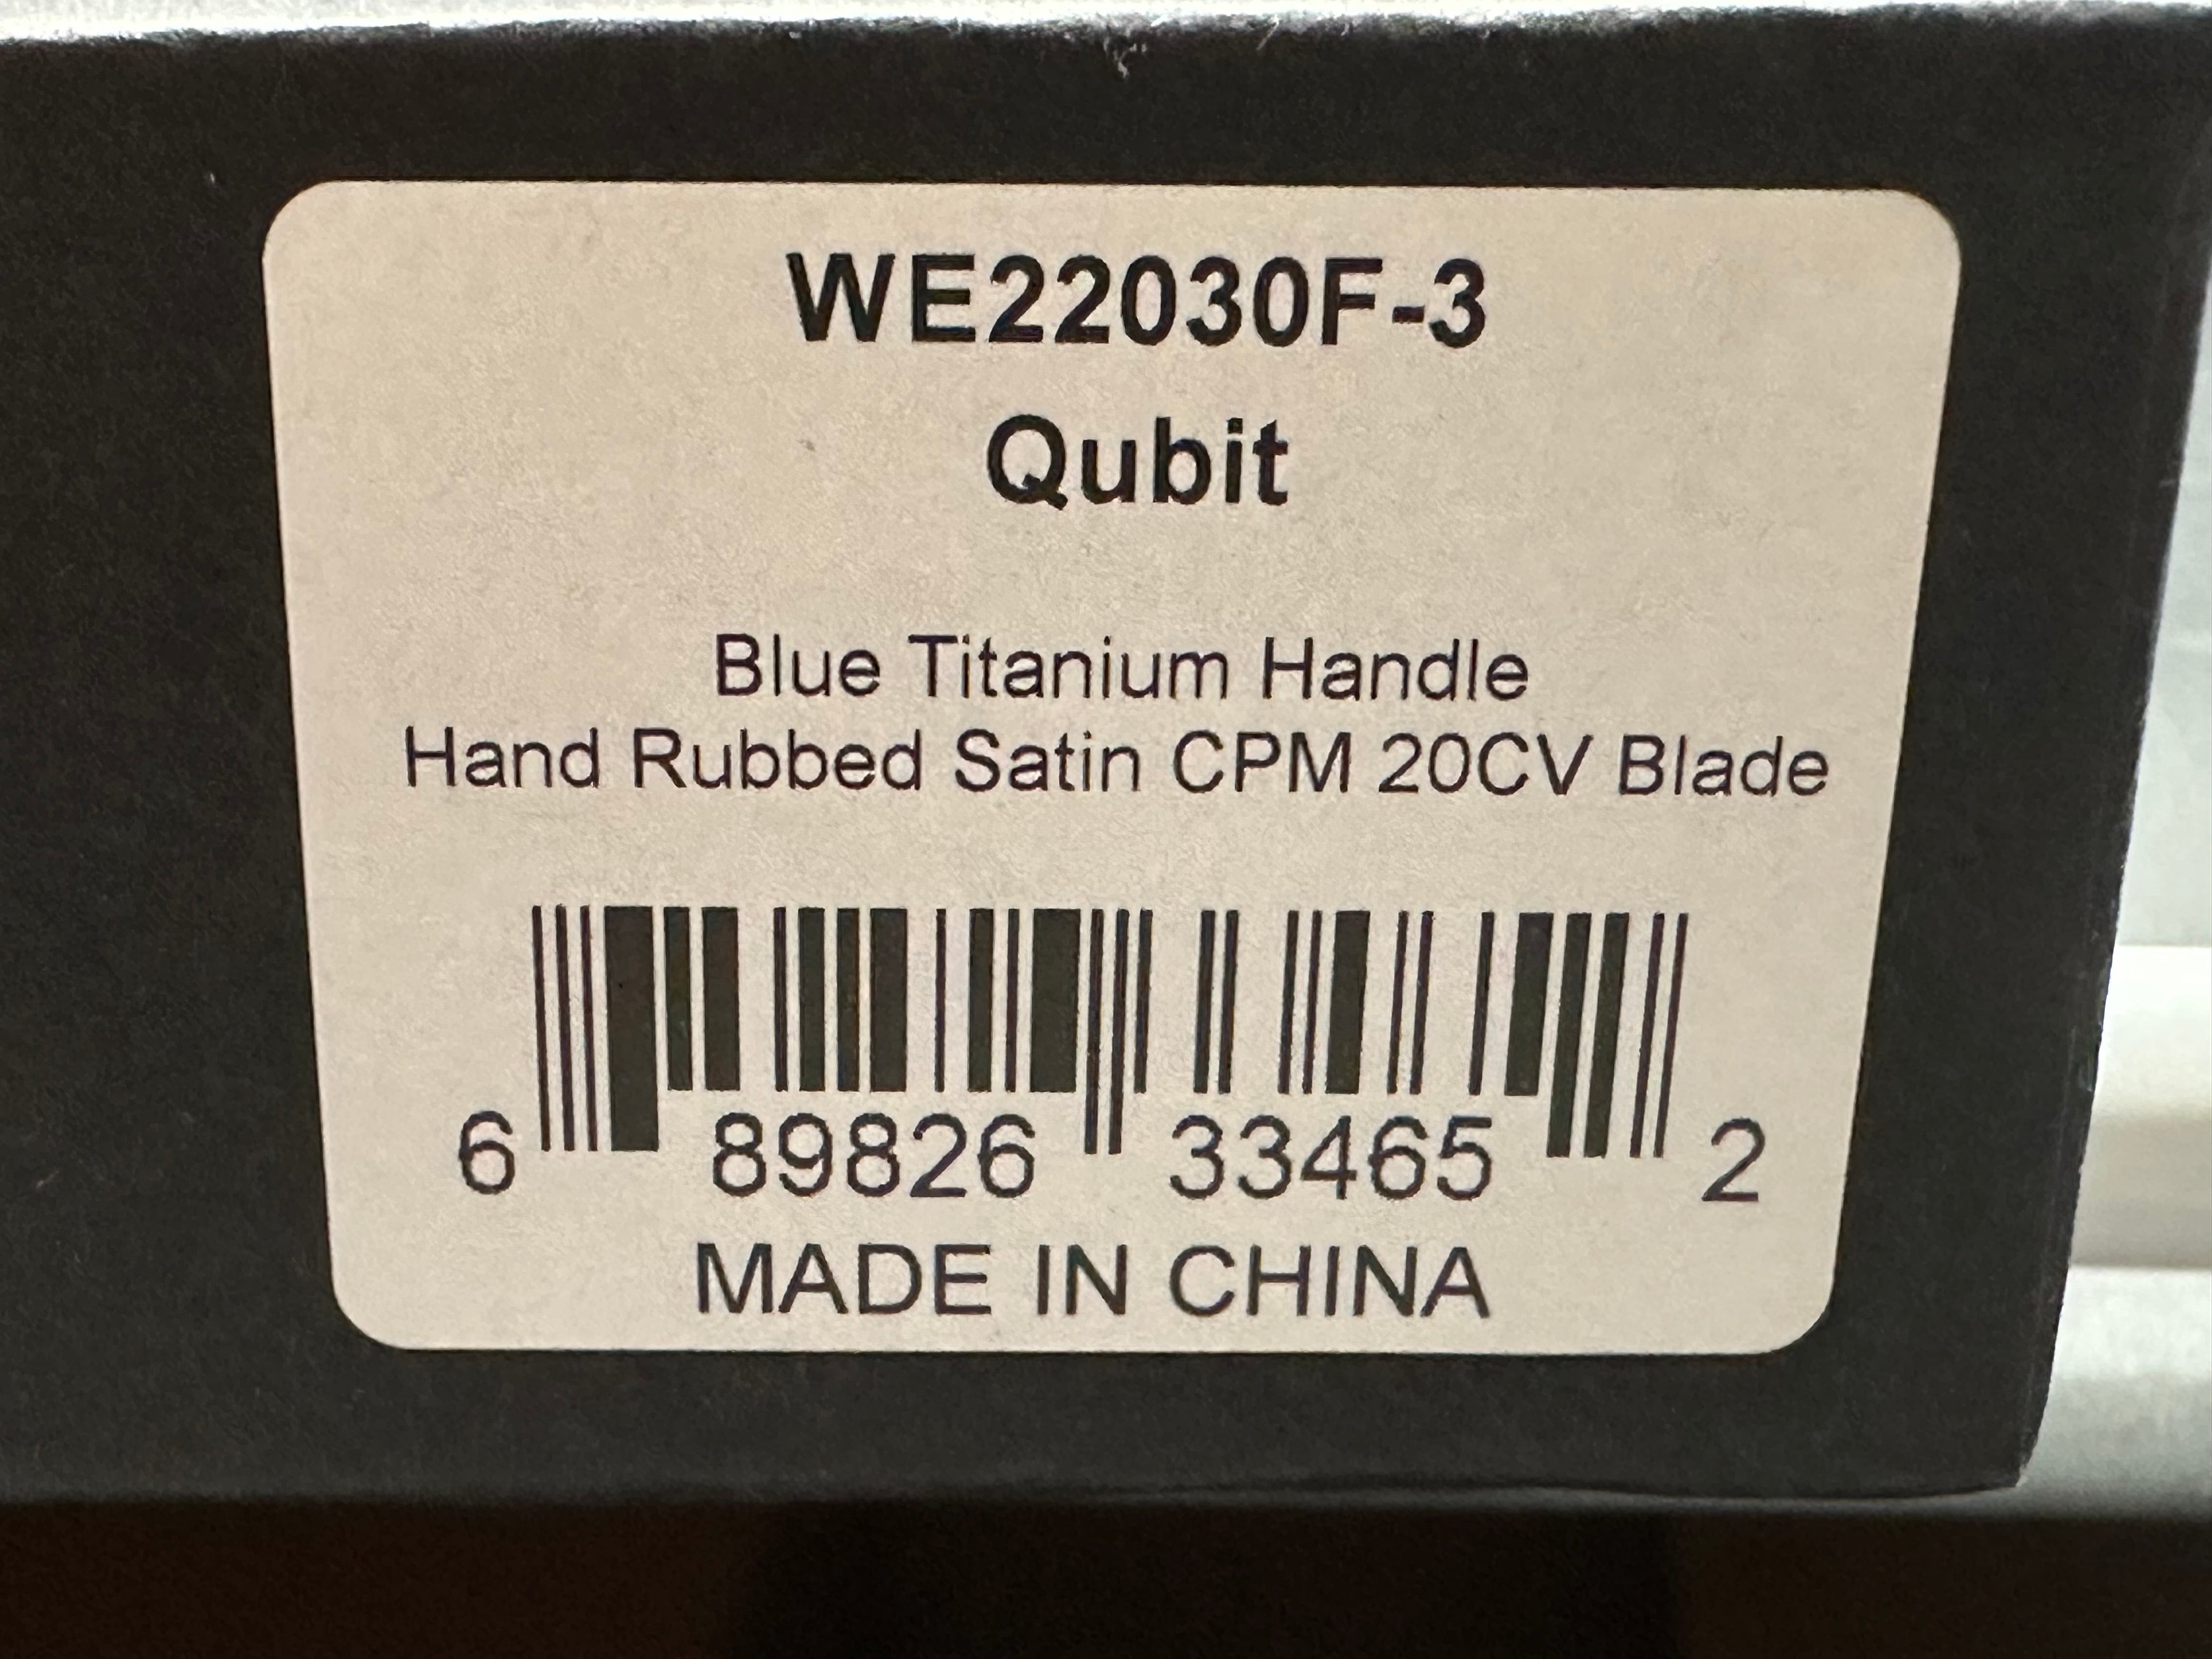 WE22030F-3
Qubit
Blue Titanium Handle
Hand Rubbed Satin CPM 20CV Blade
6 89826 33465 2
MADE IN CHINA